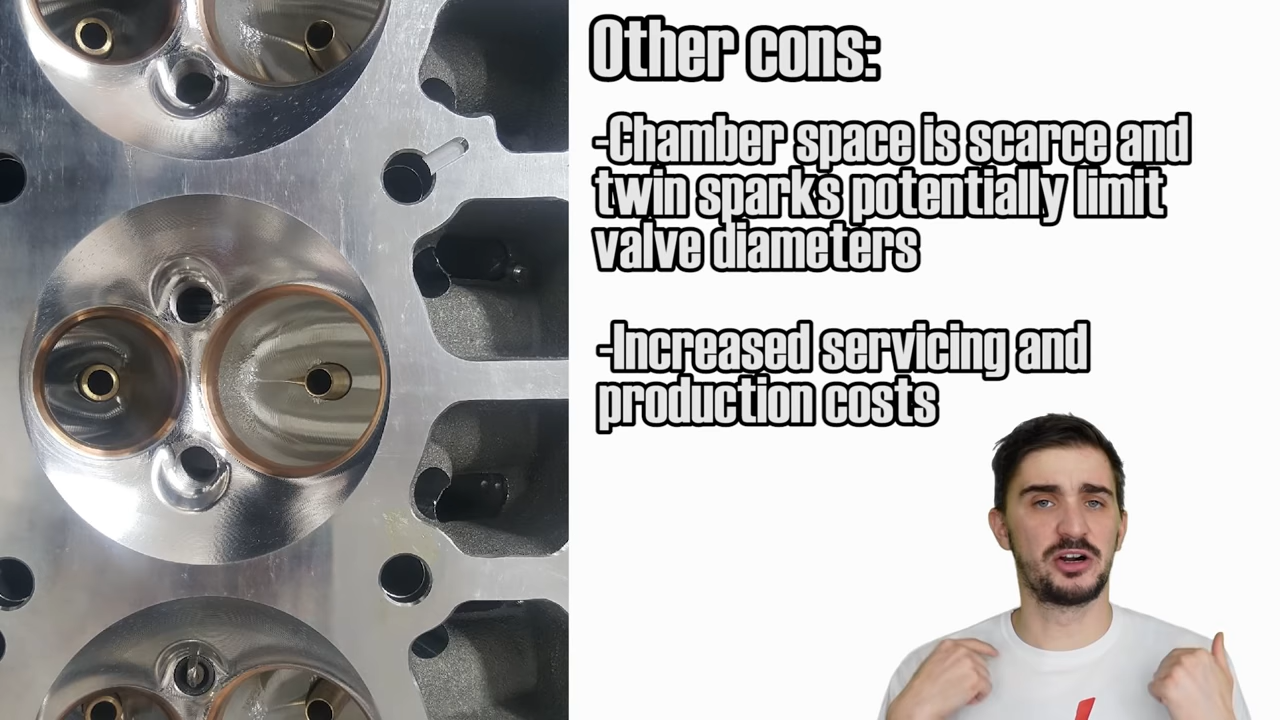 Other cons:
-Chamber space is scarce and
twin sparks potentially limit
valve diameters
-Increased servicing and
production costs